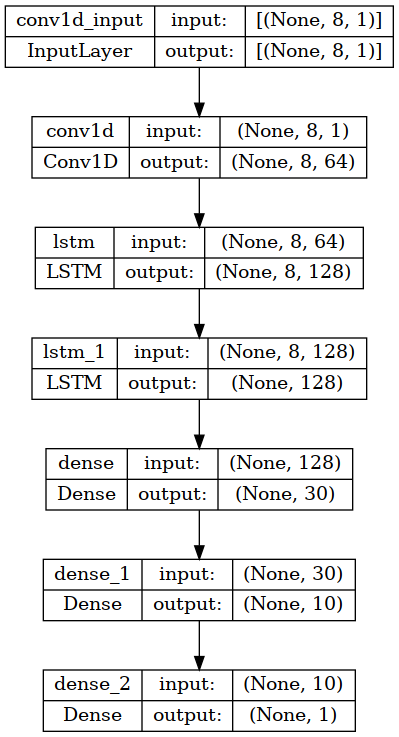 conv1d_input input: [(None, 8, 1)]
InputLayer output: [(None, 8, 1)]
conv1d input: (None, 8, 1)
Conv1D output: (None, 8, 64)
lstm input: (None, 8, 64)
LSTM output: (None, 8, 128)
lstm_1 input: (None, 8, 128)
LSTM output: (None, 128)
dense input: (None, 128)
Dense output: (None, 30)
dense_1 input: (None, 30)
Dense output: (None, 10)
dense_2 input: (None, 10)
Dense output: (None, 1)